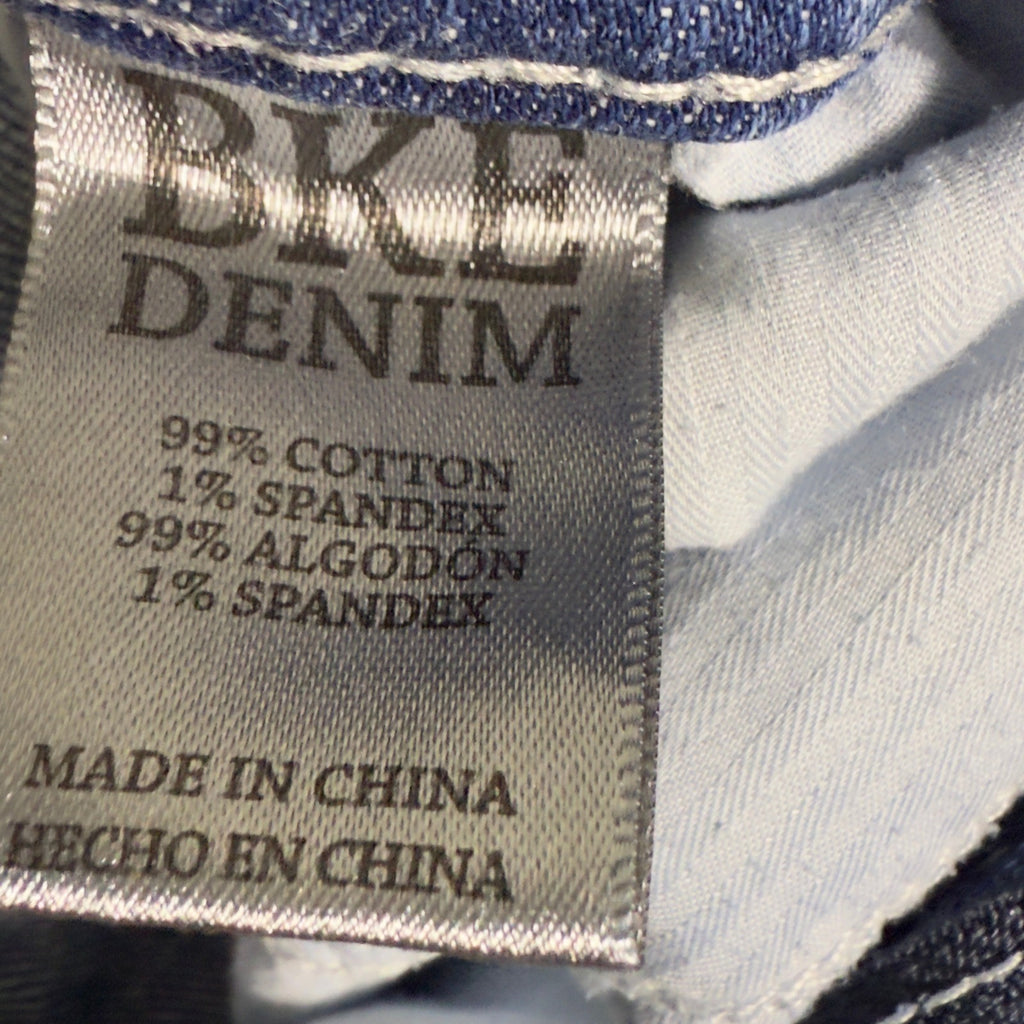 BKE
DENIM
99% COTTON
1% SPANDEX
99% ALGODÓN
1% SPANDEX
MADE IN CHINA
HECHO EN CHINA